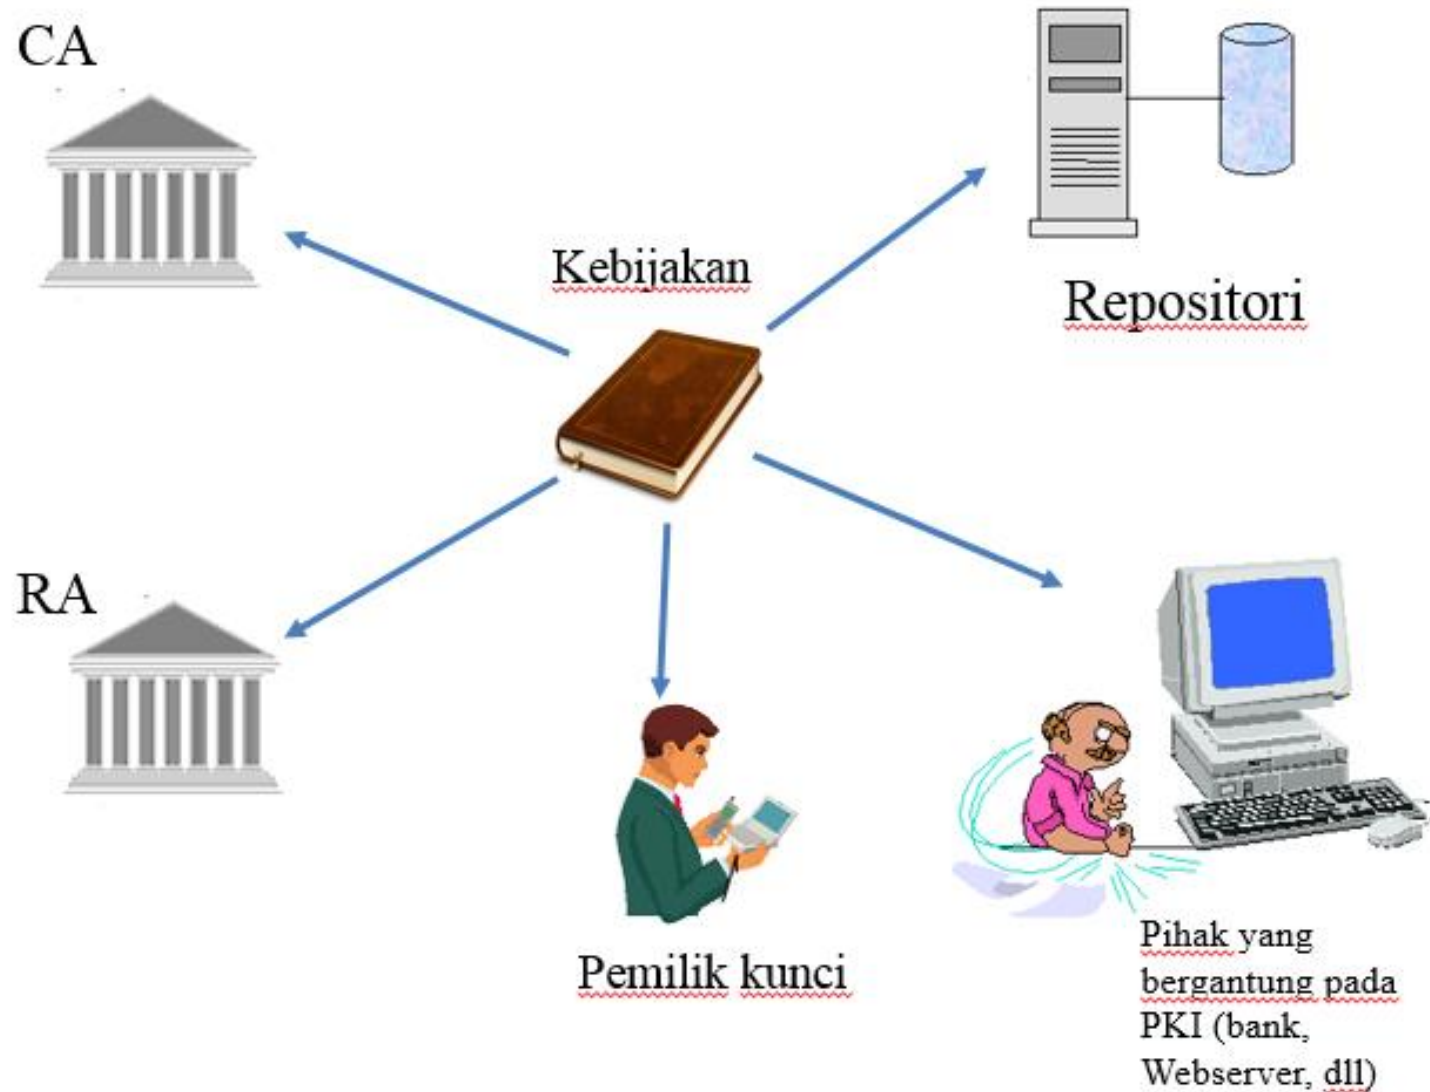 CA
Kebijakan
Repositori
RA
Pemilik kunci
Pihak yang
bergantung pada
PKI (bank,
Webserver, dll)